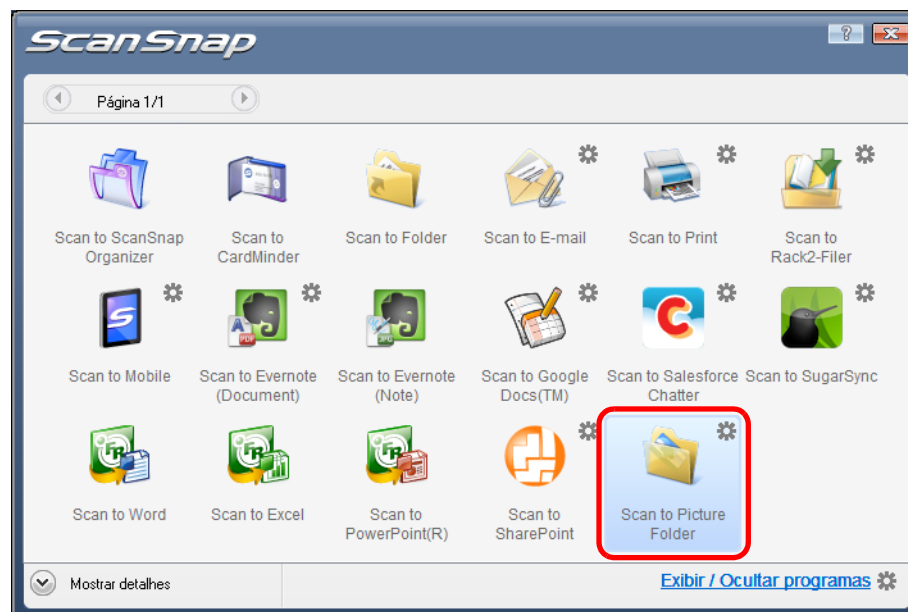 ScanSnap
Página 1/1
Scan to ScanSnap
Organizer
Scan to
CardMinder
Scan to Folder
Scan to E-mail
Scan to Print
Scan to
Rack2-Filer
Scan to Mobile
Scan to Evernote
(Document)
Scan to Evernote
(Note)
Scan to Google
Docs(TM)
Scan to Salesforce
Chatter
Scan to SugarSync
Scan to Word
Scan to Excel
Scan to
PowerPoint(R)
Scan to
SharePoint
Scan to Picture
Folder
Mostrar detalhes
Exibir / Ocultar programas